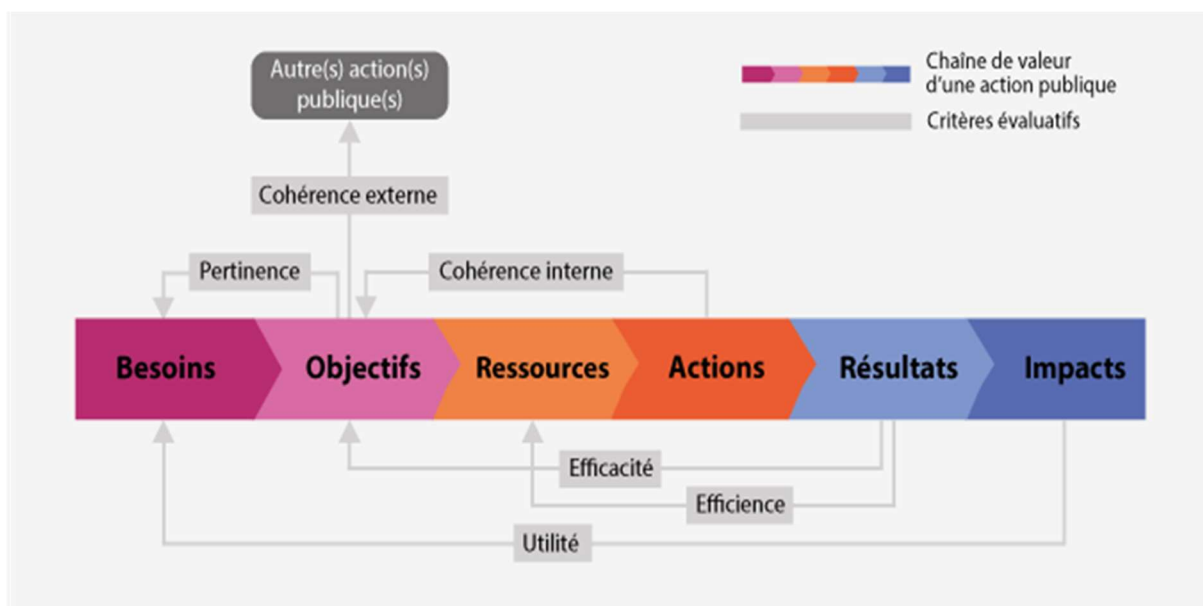 Autre(s) action(s)
publique(s)
Chaîne de valeur
d'une action publique
Critères évaluatifs
Cohérence externe
Pertinence
Cohérence interne
Besoins
Objectifs
Ressources
Actions
Résultats
Impacts
Efficacité
Efficience
Utilité